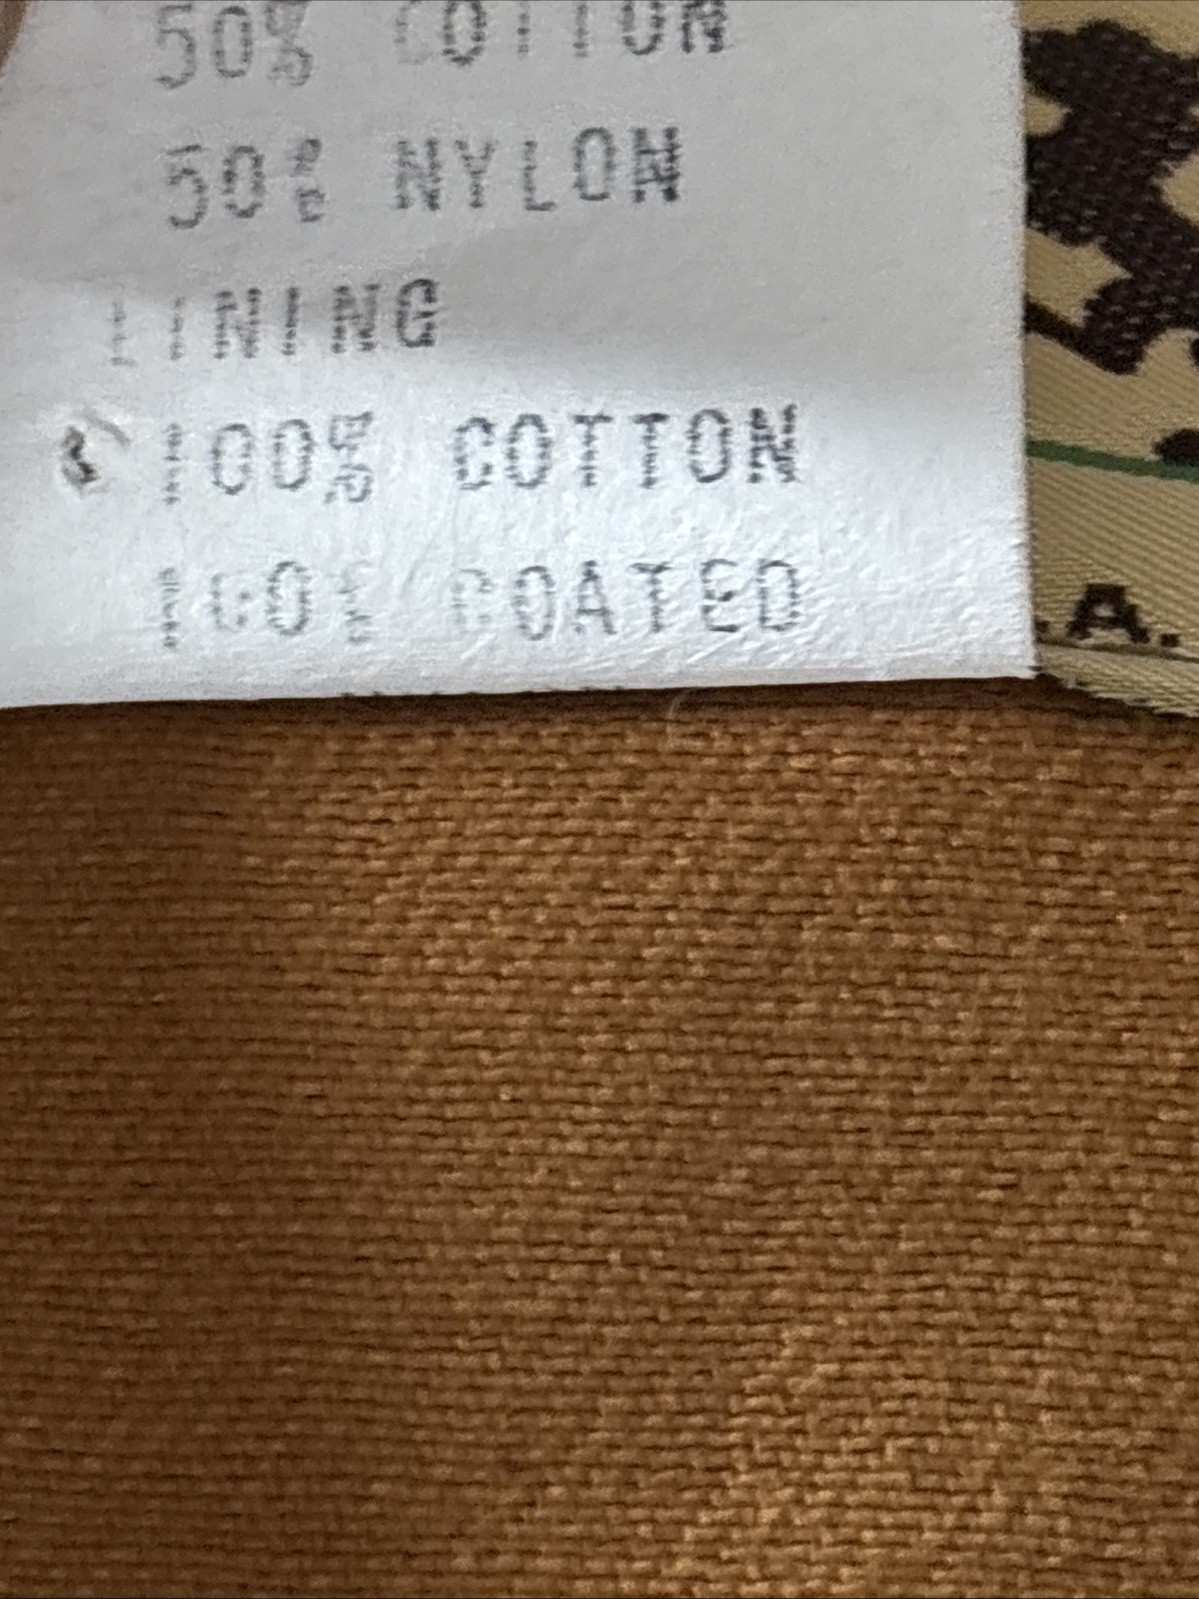 50% COTTON
50% NYLON
LINING
100% COTTON
100% COATED
.A.